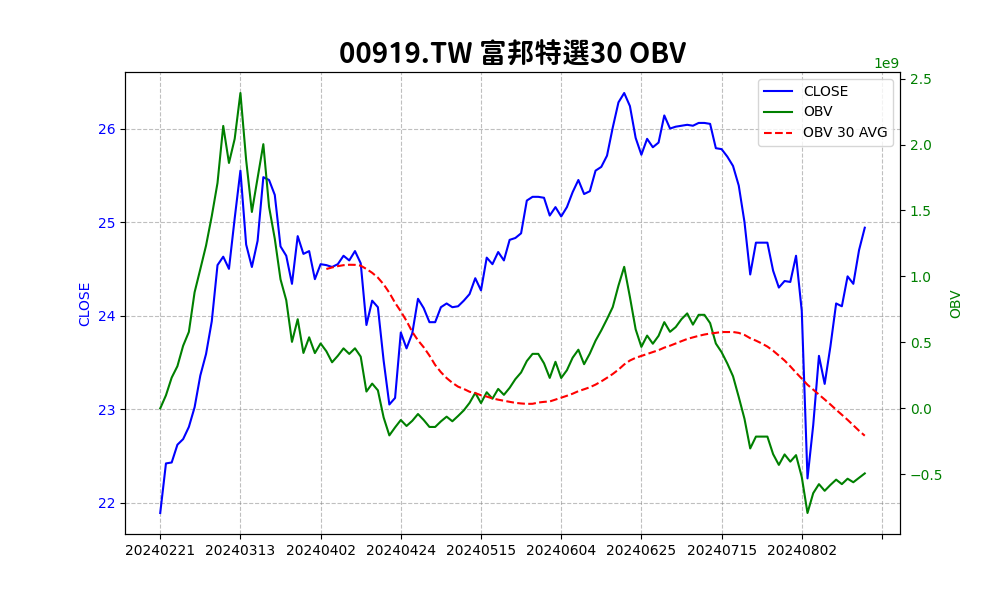 00919.TW 富邦特選30 OBV
1e9
CLOSE
OBV
OBV 30 AVG
26
25
24
23
22
CLOSE
2.5
2.0
1.5
1.0
0.5
0.0
−0.5
OBV
20240221 20240313 20240402 20240424 20240515 20240604 20240625 20240715 20240802